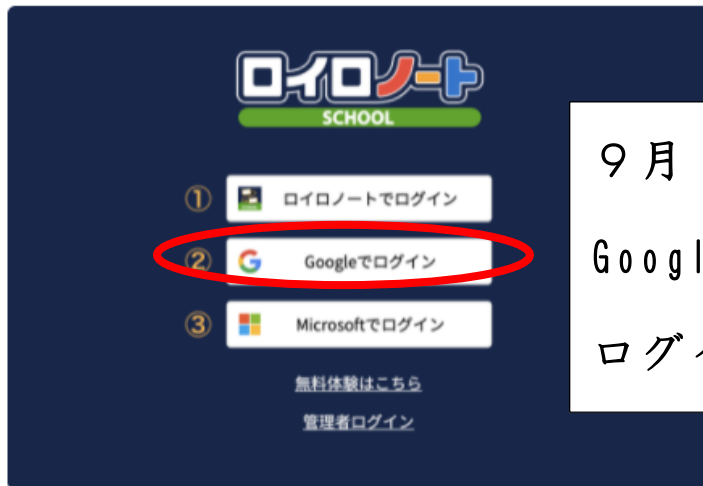 ロイロノート
SCHOOL
① ロイロノートでログイン
② Googleでログイン
③ Microsoftでログイン
無料体験はこちら
管理者ログイン
9月
Googl
ログ